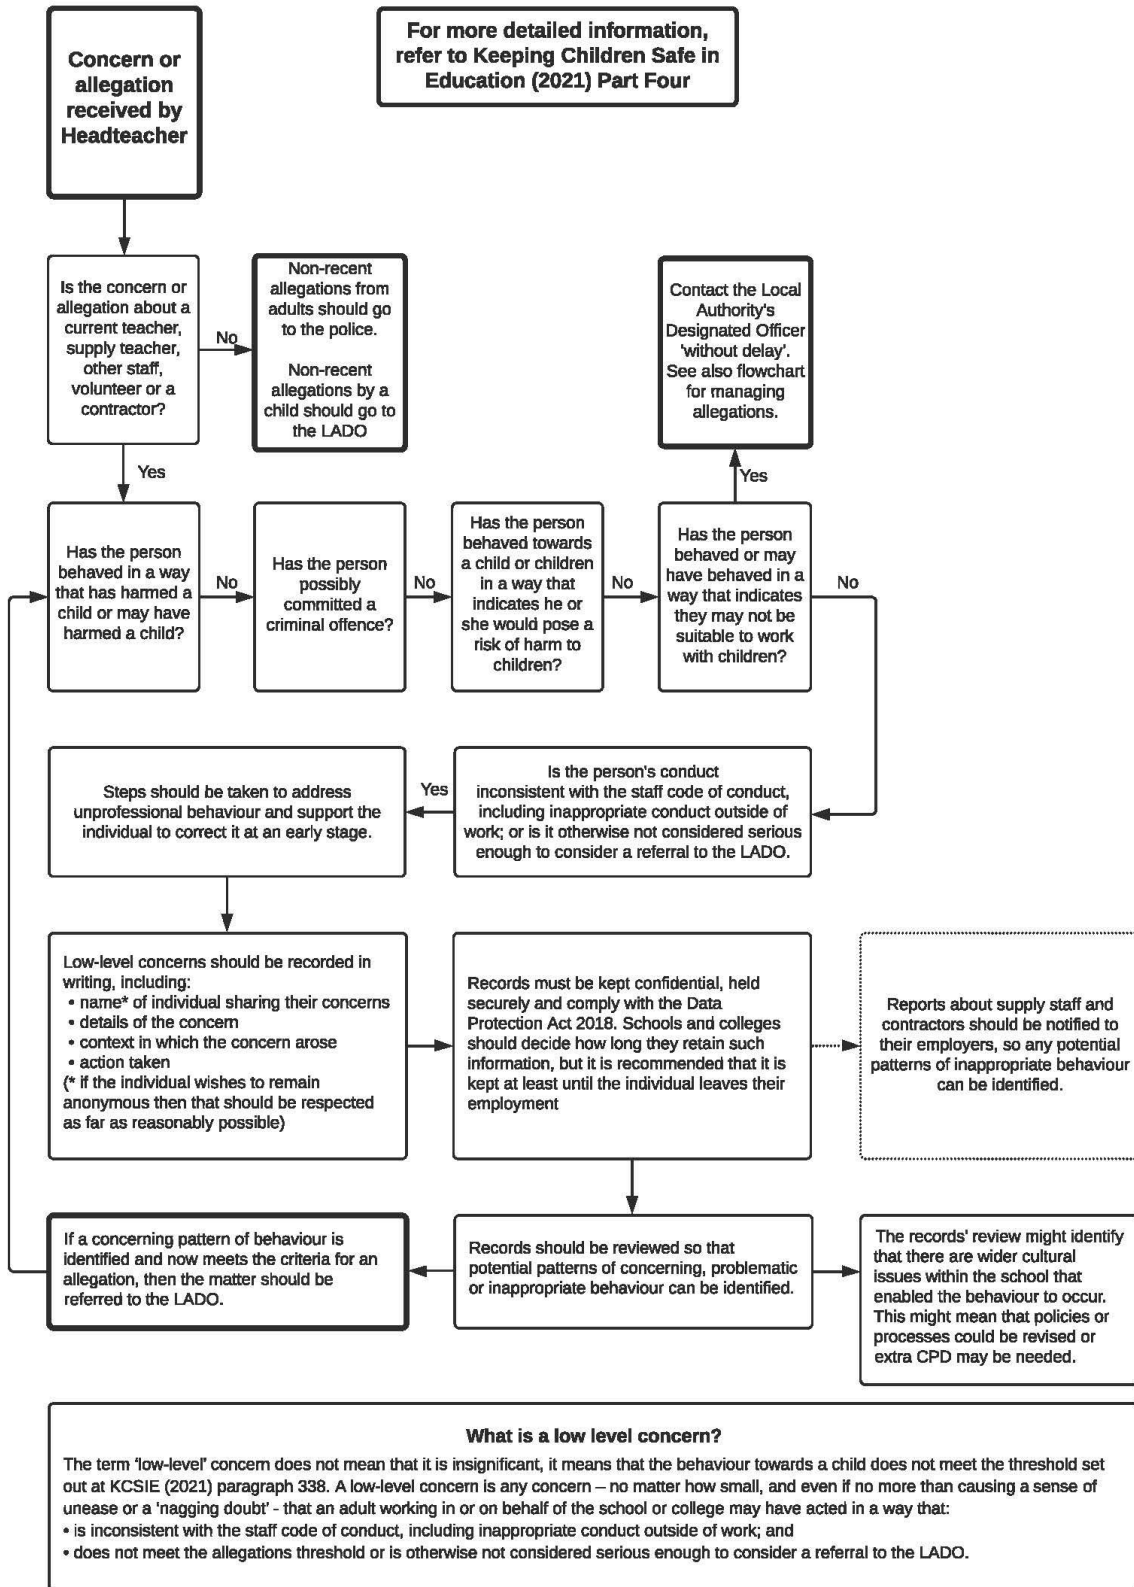 Concern or
allegation
received by
Headteacher
For more detailed information,
refer to Keeping Children Safe in
Education (2021) Part Four
Is the concern or
allegation about a
current teacher,
supply teacher,
other staff,
volunteer or a
contractor?
No
Non-recent
allegations from
adults should go
to the police.
Non-recent
allegations by a
child should go to
the LADO
Contact the Local
Authority's
Designated Officer
'without delay'.
See also flowchart
for managing
allegations.
Yes
Yes
Has the person
behaved in a way
that has harmed a
child or may have
harmed a child?
No
Has the person
possibly
committed a
criminal offence?
No
Has the person
behaved towards
a child or children
in a way that
indicates he or
she would pose a
risk of harm to
children?
No
Has the person
behaved or may
have behaved in a
way that indicates
they may not be
suitable to work
with children?
No
Steps should be taken to address
unprofessional behaviour and support the
individual to correct it at an early stage.
Yes
Is the person's conduct
inconsistent with the staff code of conduct,
including inappropriate conduct outside of
work; or is it otherwise not considered serious
enough to consider a referral to the LADO.
Low-level concerns should be recorded in
writing, including:
• name* of individual sharing their concerns
• details of the concern
• context in which the concern arose
• action taken
(* if the individual wishes to remain
anonymous then that should be respected
as far as reasonably possible)
Records must be kept confidential, held
securely and comply with the Data
Protection Act 2018. Schools and colleges
should decide how long they retain such
information, but it is recommended that it is
kept at least until the individual leaves their
employment
Reports about supply staff and
contractors should be notified to
their employers, so any potential
patterns of inappropriate behaviour
can be identified.
If a concerning pattern of behaviour is
identified and now meets the criteria for an
allegation, then the matter should be
referred to the LADO.
Records should be reviewed so that
potential patterns of concerning, problematic
or inappropriate behaviour can be identified.
The records' review might identify
that there are wider cultural
issues within the school that
enabled the behaviour to occur.
This might mean that policies or
processes could be revised or
extra CPD may be needed.
What is a low level concern?
The term 'low-level' concern does not mean that it is insignificant, it means that the behaviour towards a child does not meet the threshold set
out at KCSIE (2021) paragraph 338. A low-level concern is any concern – no matter how small, and even if no more than causing a sense of
unease or a 'nagging doubt' - that an adult working in or on behalf of the school or college may have acted in a way that:
• is inconsistent with the staff code of conduct, including inappropriate conduct outside of work; and
• does not meet the allegations threshold or is otherwise not considered serious enough to consider a referral to the LADO.